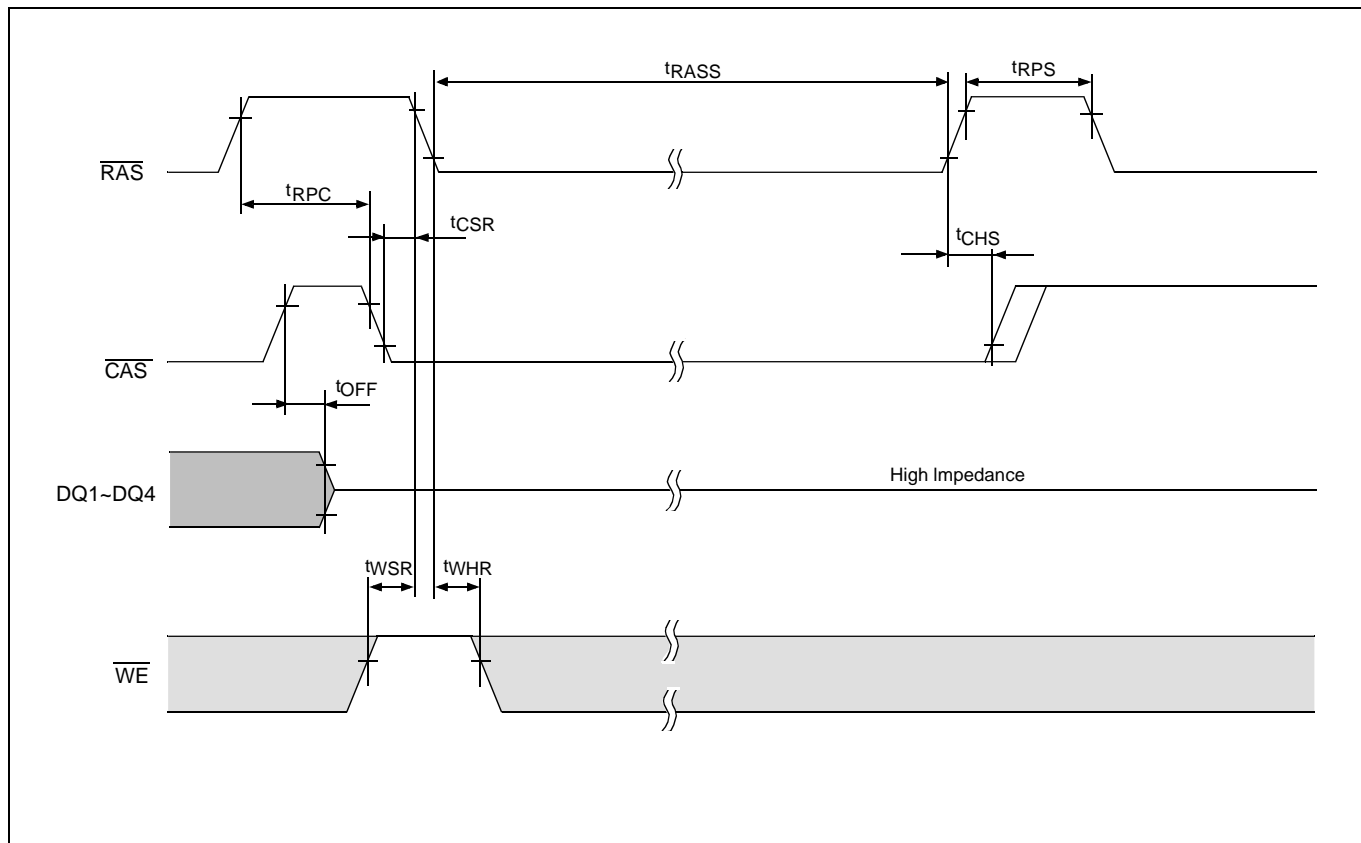 tRASS
tRPS
RAS
tRPC
tCSR
tCHS
CAS
tOFF
DQ1~DQ4
High Impedance
tWSR
tWHR
WE